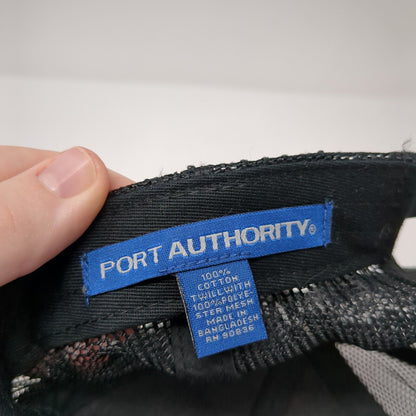 PORT AUTHORITY®
100%
COTTON
TWILL WITH
100% POLYE-
STER MESH
MADE IN
BANGLADESH
RN 90836